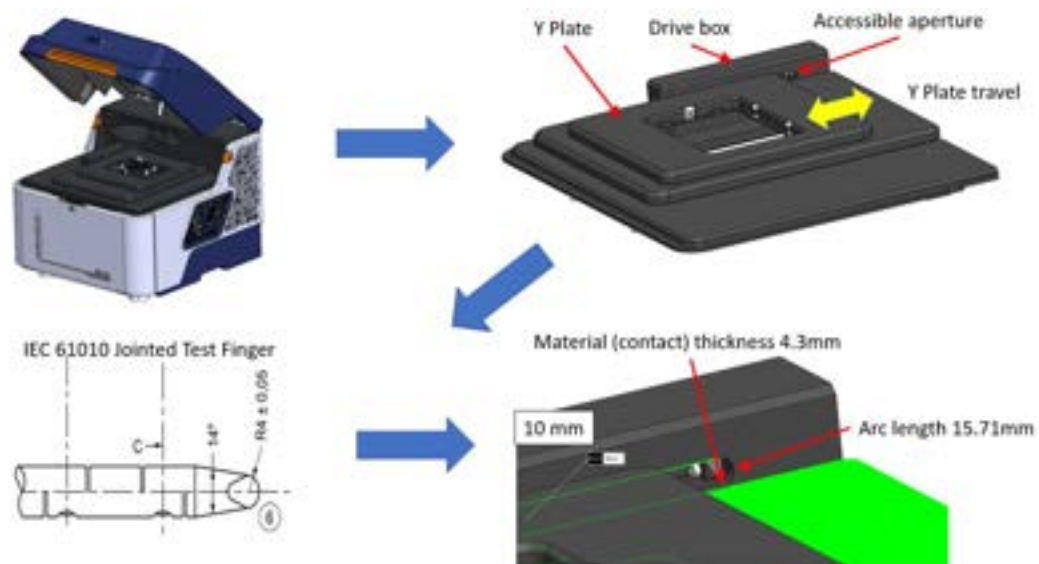 Y Plate
Drive box
Accessible aperture
Y Plate travel
IEC 61010 Jointed Test Finger
C
14°
R4 ± 0,05
6
Material (contact) thickness 4.3mm
10 mm
Arc length 15.71mm